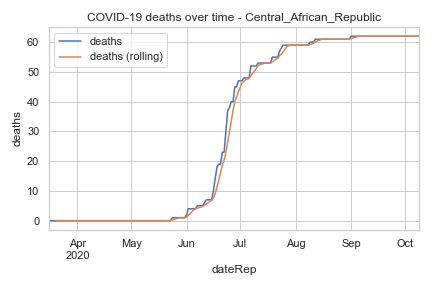 COVID-19 deaths over time - Central_African_Republic
deaths
deaths (rolling)
60
50
40
30
20
10
0
deaths
Apr May Jun Jul Aug Sep Oct
2020
dateRep